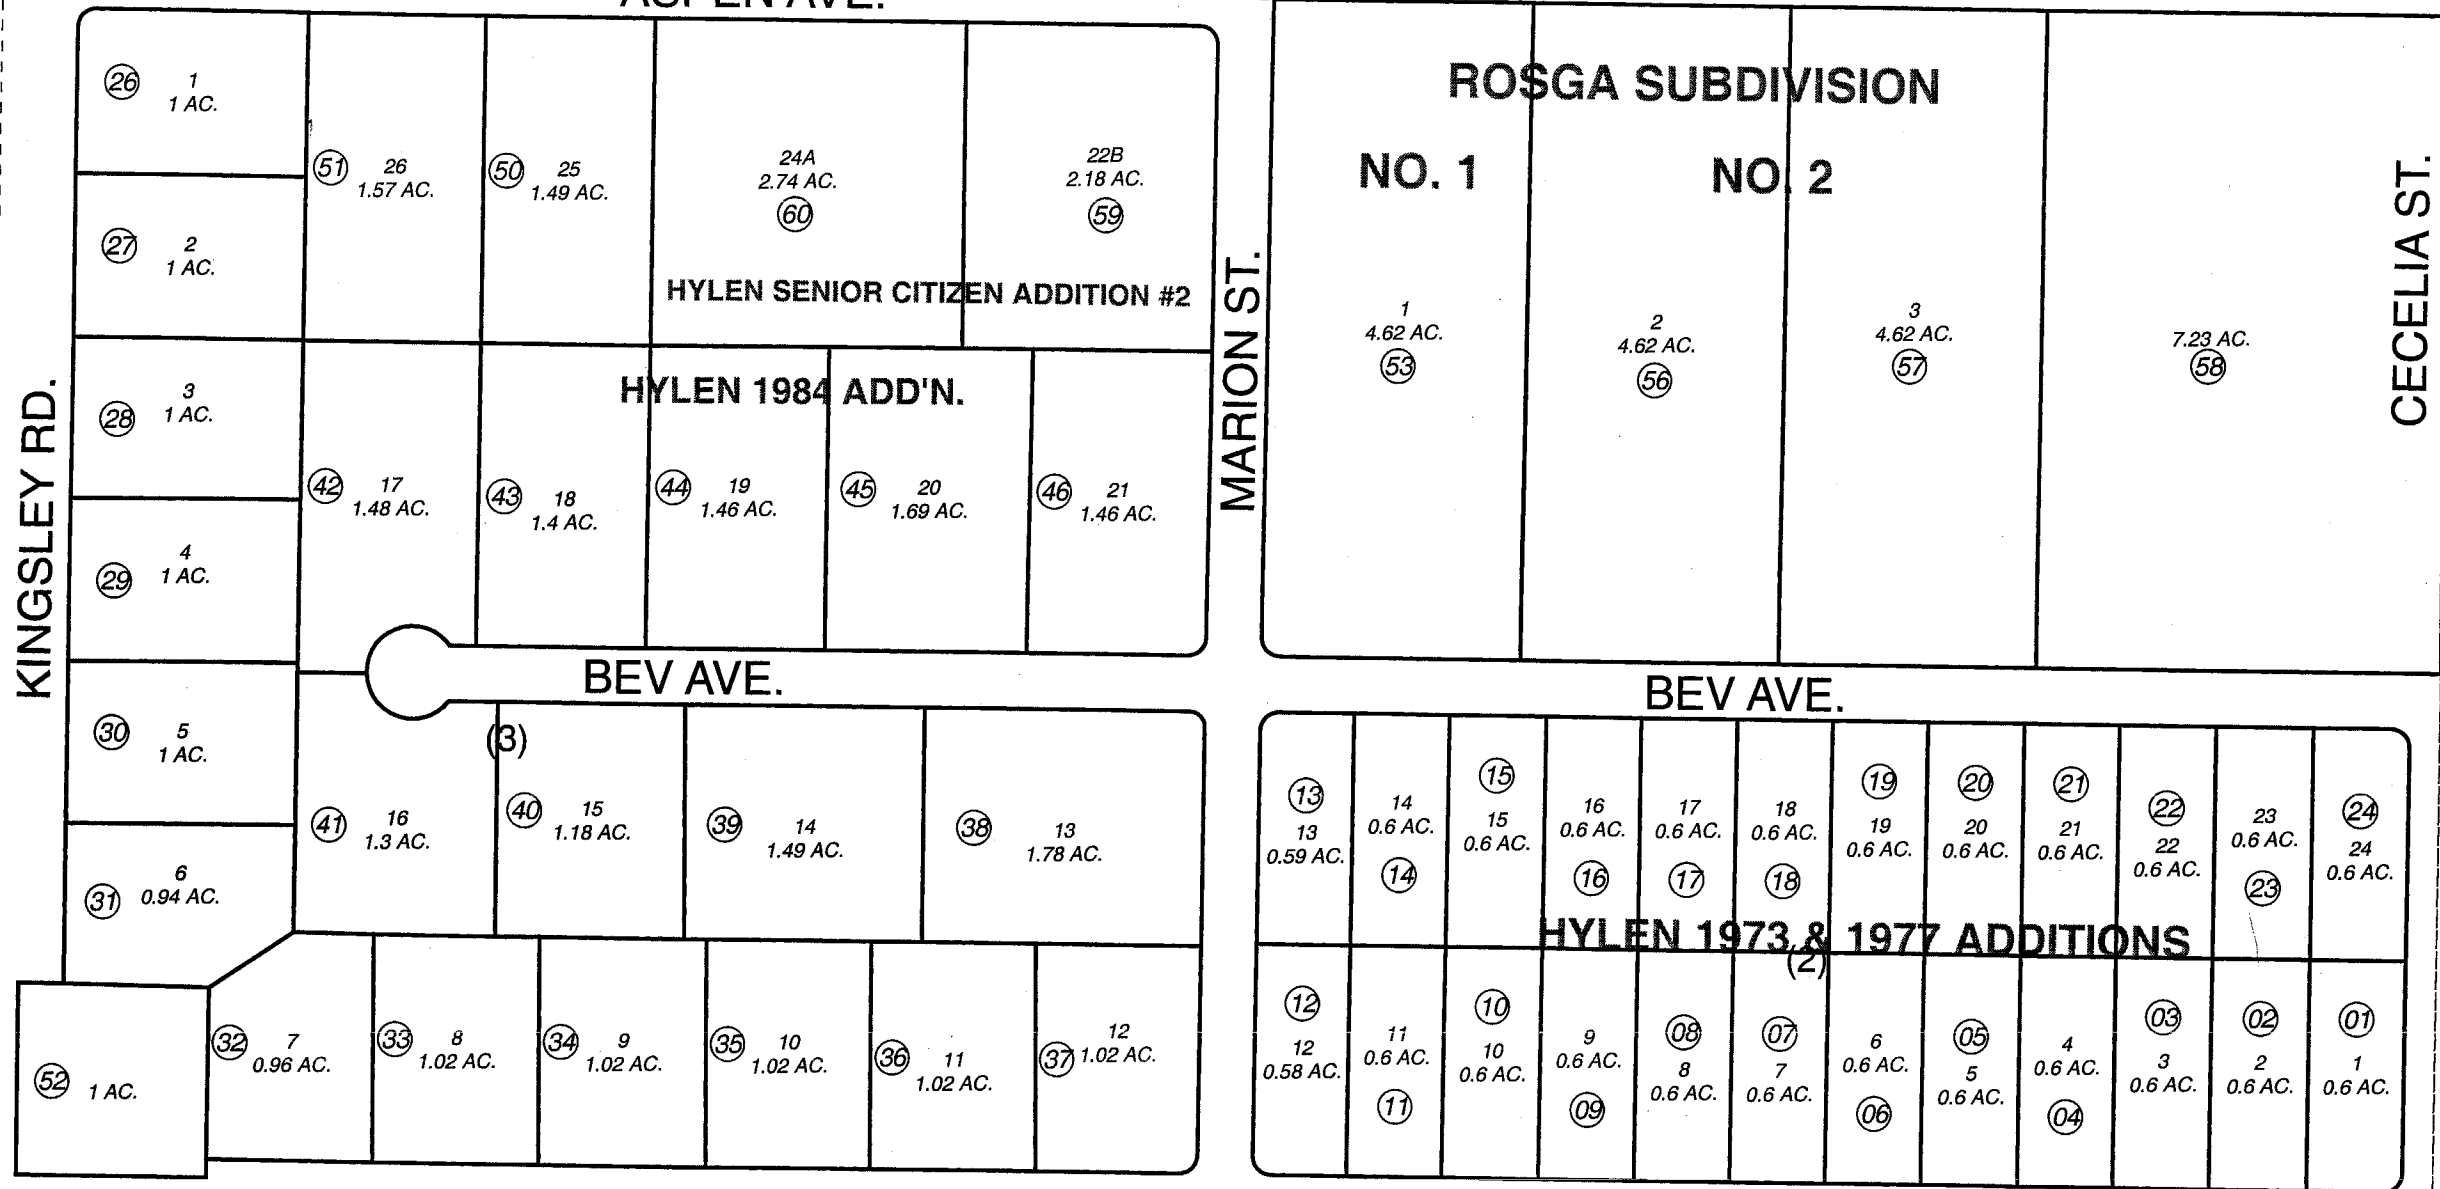 ASPEN AVE.
KINGSLEY RD.
26
1
1 AC.
27
2
1 AC.
28
3
1 AC.
29
4
1 AC.
30
5
1 AC.
31
6
0.94 AC.
52
1 AC.
51
26
1.57 AC.
50
25
1.49 AC.
24A
2.74 AC.
60
22B
2.18 AC.
59
HYLEN SENIOR CITIZEN ADDITION #2
HYLEN 1984 ADD'N.
42
17
1.48 AC.
43
18
1.4 AC.
44
19
1.46 AC.
45
20
1.69 AC.
46
21
1.46 AC.
BEV AVE.
(3)
41
16
1.3 AC.
40
15
1.18 AC.
39
14
1.49 AC.
38
13
1.78 AC.
32
7
0.96 AC.
33
8
1.02 AC.
34
9
1.02 AC.
35
10
1.02 AC.
36
11
1.02 AC.
37
12
1.02 AC.
MARION ST.
ROSGA SUBDIVISION
NO. 1
NO. 2
1
4.62 AC.
53
2
4.62 AC.
56
3
4.62 AC.
57
7.23 AC.
58
CECELIA ST.
BEV AVE.
13
13
0.59 AC.
14
0.6 AC.
14
15
15
0.6 AC.
16
0.6 AC.
16
17
0.6 AC.
17
18
0.6 AC.
18
19
19
0.6 AC.
20
20
0.6 AC.
21
21
0.6 AC.
22
22
0.6 AC.
23
0.6 AC.
23
24
24
0.6 AC.
HYLEN 1973 & 1977 ADDITIONS
(2)
12
12
0.58 AC.
11
0.6 AC.
11
10
10
0.6 AC.
9
0.6 AC.
09
08
8
0.6 AC.
07
7
0.6 AC.
6
0.6 AC.
06
05
5
0.6 AC.
4
0.6 AC.
04
03
3
0.6 AC.
02
2
0.6 AC.
01
1
0.6 AC.